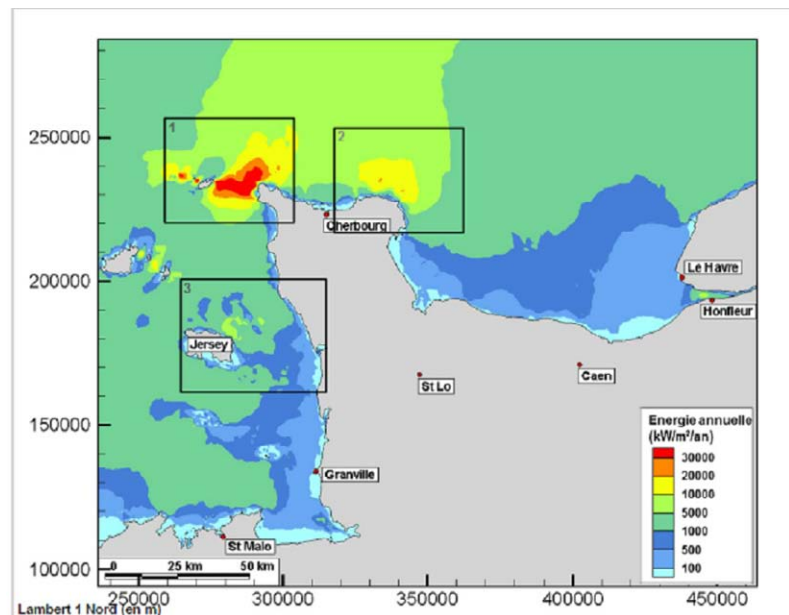 250000
200000
150000
100000
1
2
3
Cherbourg
Le Havre
Honfleur
Jersey
St Lo
Caen
Granville
St Malo
Energie annuelle
(kW/m²/an)
30000
20000
10000
5000
1000
500
100
0 25 km 50 km
250000 300000 350000 400000 450000
Lambert 1 Nord (en m)